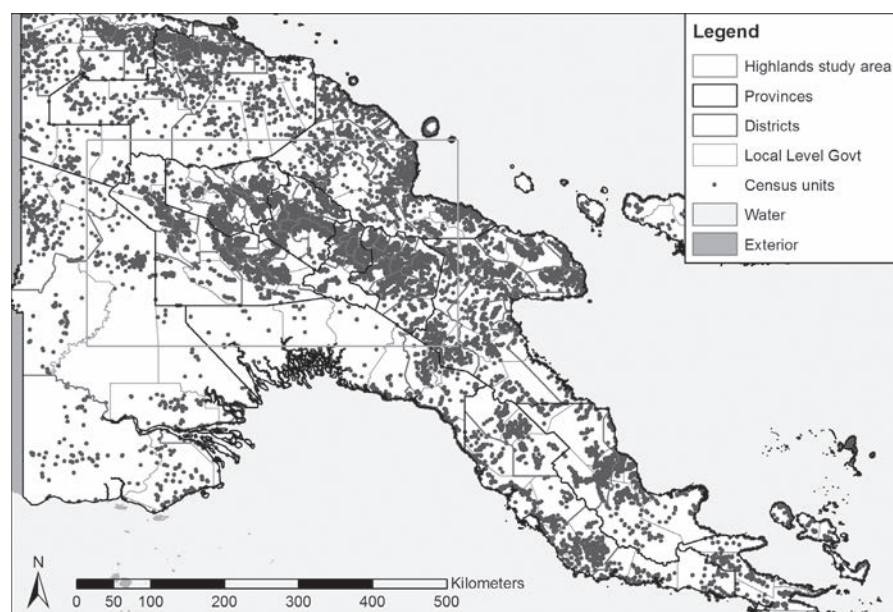 Legend
Highlands study area
Provinces
Districts
Local Level Govt
Census units
Water
Exterior
N
Kilometers
0 50 100 200 300 400 500